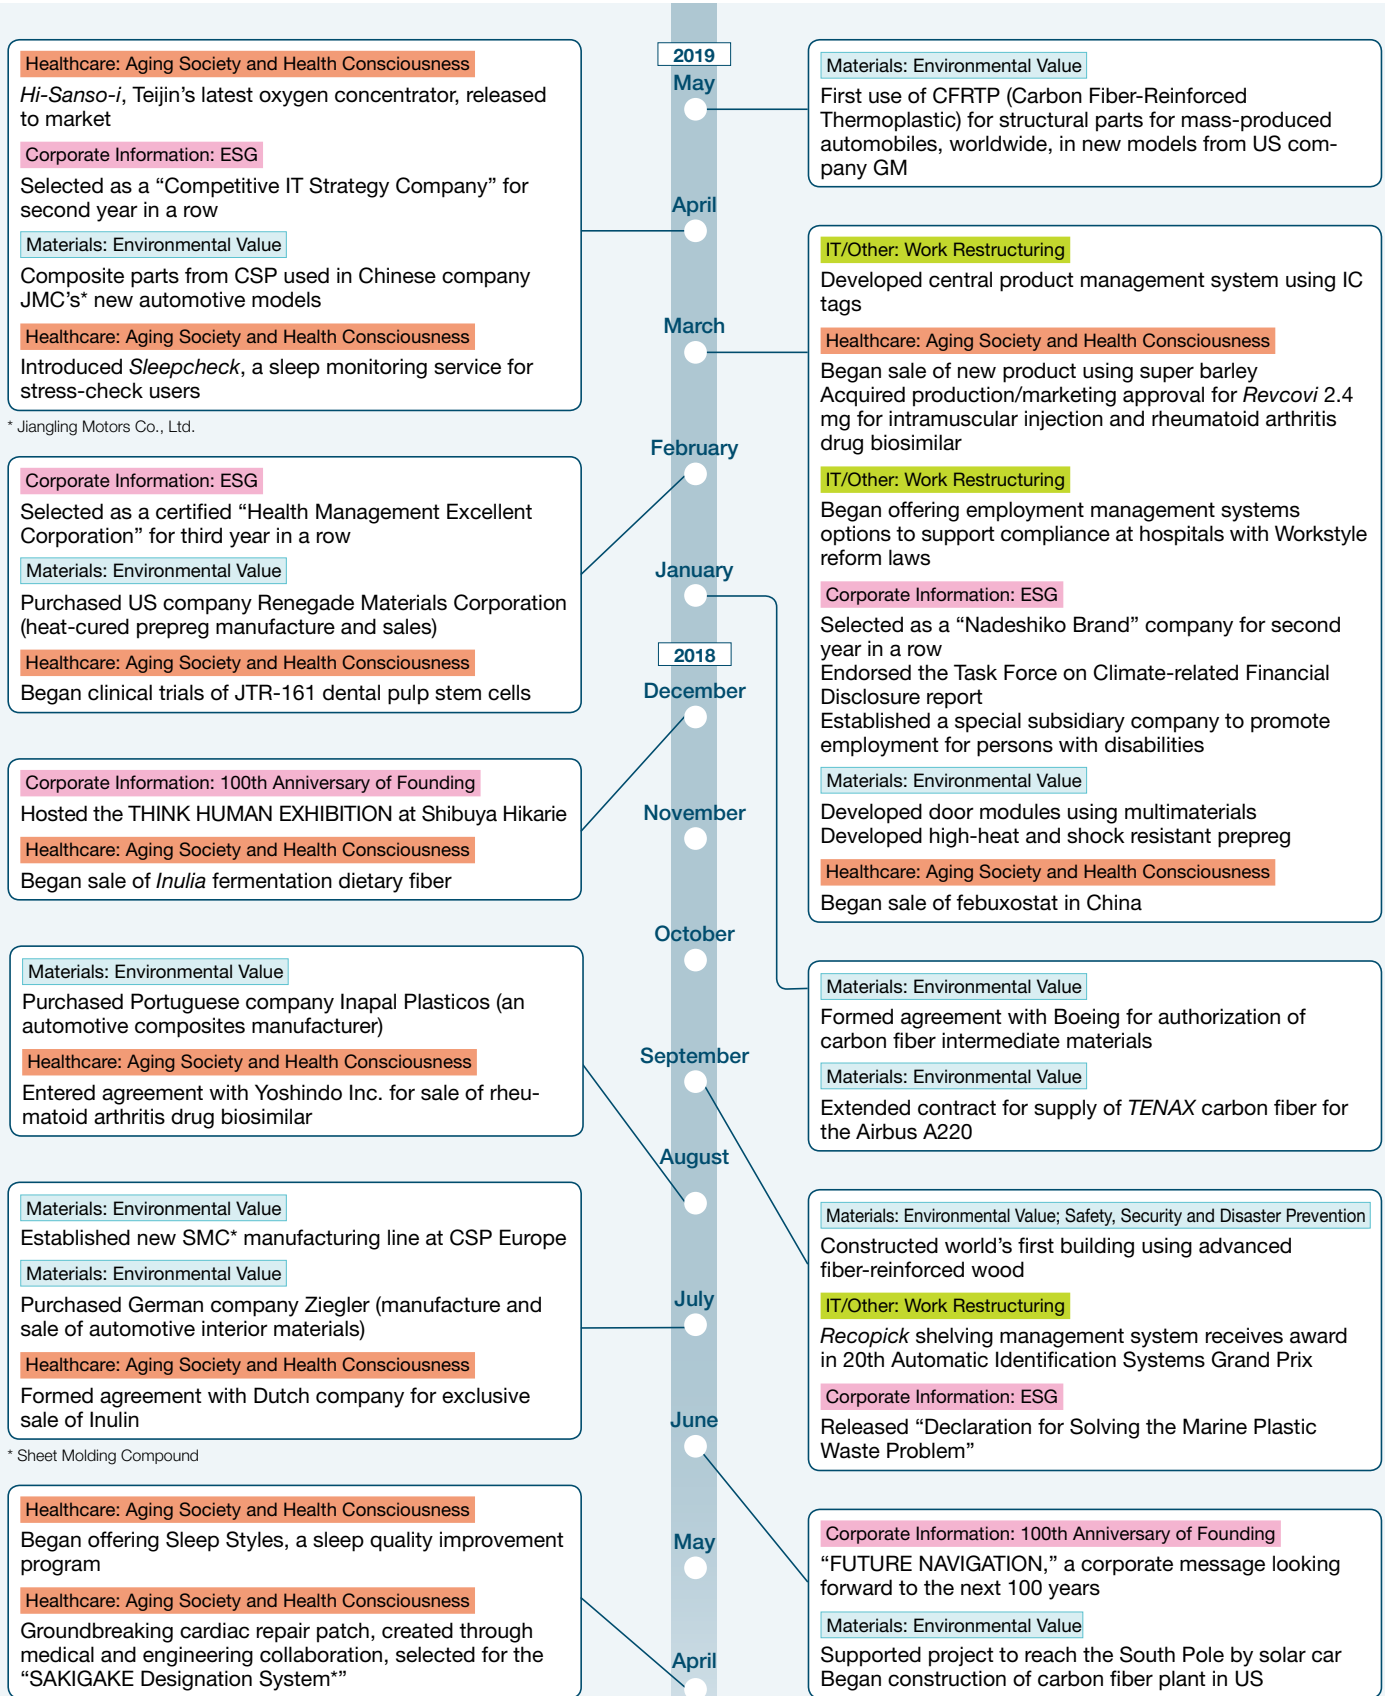 2019
May
April
March
February
January
2018
December
November
October
September
August
July
June
May
April
Healthcare: Aging Society and Health Consciousness
Hi-Sanso-i, Teijin’s latest oxygen concentrator, released
to market
Corporate Information: ESG
Selected as a “Competitive IT Strategy Company” for
second year in a row
Materials: Environmental Value
Composite parts from CSP used in Chinese company
JMC’s* new automotive models
Healthcare: Aging Society and Health Consciousness
Introduced Sleepcheck, a sleep monitoring service for
stress-check users
* Jiangling Motors Co., Ltd.
Corporate Information: ESG
Selected as a certified “Health Management Excellent
Corporation” for third year in a row
Materials: Environmental Value
Purchased US company Renegade Materials Corporation
(heat-cured prepreg manufacture and sales)
Healthcare: Aging Society and Health Consciousness
Began clinical trials of JTR-161 dental pulp stem cells
Corporate Information: 100th Anniversary of Founding
Hosted the THINK HUMAN EXHIBITION at Shibuya Hikarie
Healthcare: Aging Society and Health Consciousness
Began sale of Inulia fermentation dietary fiber
Materials: Environmental Value
Purchased Portuguese company Inapal Plasticos (an
automotive composites manufacturer)
Healthcare: Aging Society and Health Consciousness
Entered agreement with Yoshindo Inc. for sale of rheu-
matoid arthritis drug biosimilar
Materials: Environmental Value
Established new SMC* manufacturing line at CSP Europe
Materials: Environmental Value
Purchased German company Ziegler (manufacture and
sale of automotive interior materials)
Healthcare: Aging Society and Health Consciousness
Formed agreement with Dutch company for exclusive
sale of Inulin
* Sheet Molding Compound
Healthcare: Aging Society and Health Consciousness
Began offering Sleep Styles, a sleep quality improvement
program
Healthcare: Aging Society and Health Consciousness
Groundbreaking cardiac repair patch, created through
medical and engineering collaboration, selected for the
“SAKIGAKE Designation System*”
Materials: Environmental Value
First use of CFRTP (Carbon Fiber-Reinforced
Thermoplastic) for structural parts for mass-produced
automobiles, worldwide, in new models from US com-
pany GM
IT/Other: Work Restructuring
Developed central product management system using IC
tags
Healthcare: Aging Society and Health Consciousness
Began sale of new product using super barley
Acquired production/marketing approval for Revcovi 2.4
mg for intramuscular injection and rheumatoid arthritis
drug biosimilar
IT/Other: Work Restructuring
Began offering employment management systems
options to support compliance at hospitals with Workstyle
reform laws
Corporate Information: ESG
Selected as a “Nadeshiko Brand” company for second
year in a row
Endorsed the Task Force on Climate-related Financial
Disclosure report
Established a special subsidiary company to promote
employment for persons with disabilities
Materials: Environmental Value
Developed door modules using multimaterials
Developed high-heat and shock resistant prepreg
Healthcare: Aging Society and Health Consciousness
Began sale of febuxostat in China
Materials: Environmental Value
Formed agreement with Boeing for authorization of
carbon fiber intermediate materials
Materials: Environmental Value
Extended contract for supply of TENAX carbon fiber for
the Airbus A220
Materials: Environmental Value; Safety, Security and Disaster Prevention
Constructed world’s first building using advanced
fiber-reinforced wood
IT/Other: Work Restructuring
Recopick shelving management system receives award
in 20th Automatic Identification Systems Grand Prix
Corporate Information: ESG
Released “Declaration for Solving the Marine Plastic
Waste Problem”
Corporate Information: 100th Anniversary of Founding
“FUTURE NAVIGATION,” a corporate message looking
forward to the next 100 years
Materials: Environmental Value
Supported project to reach the South Pole by solar car
Began construction of carbon fiber plant in US